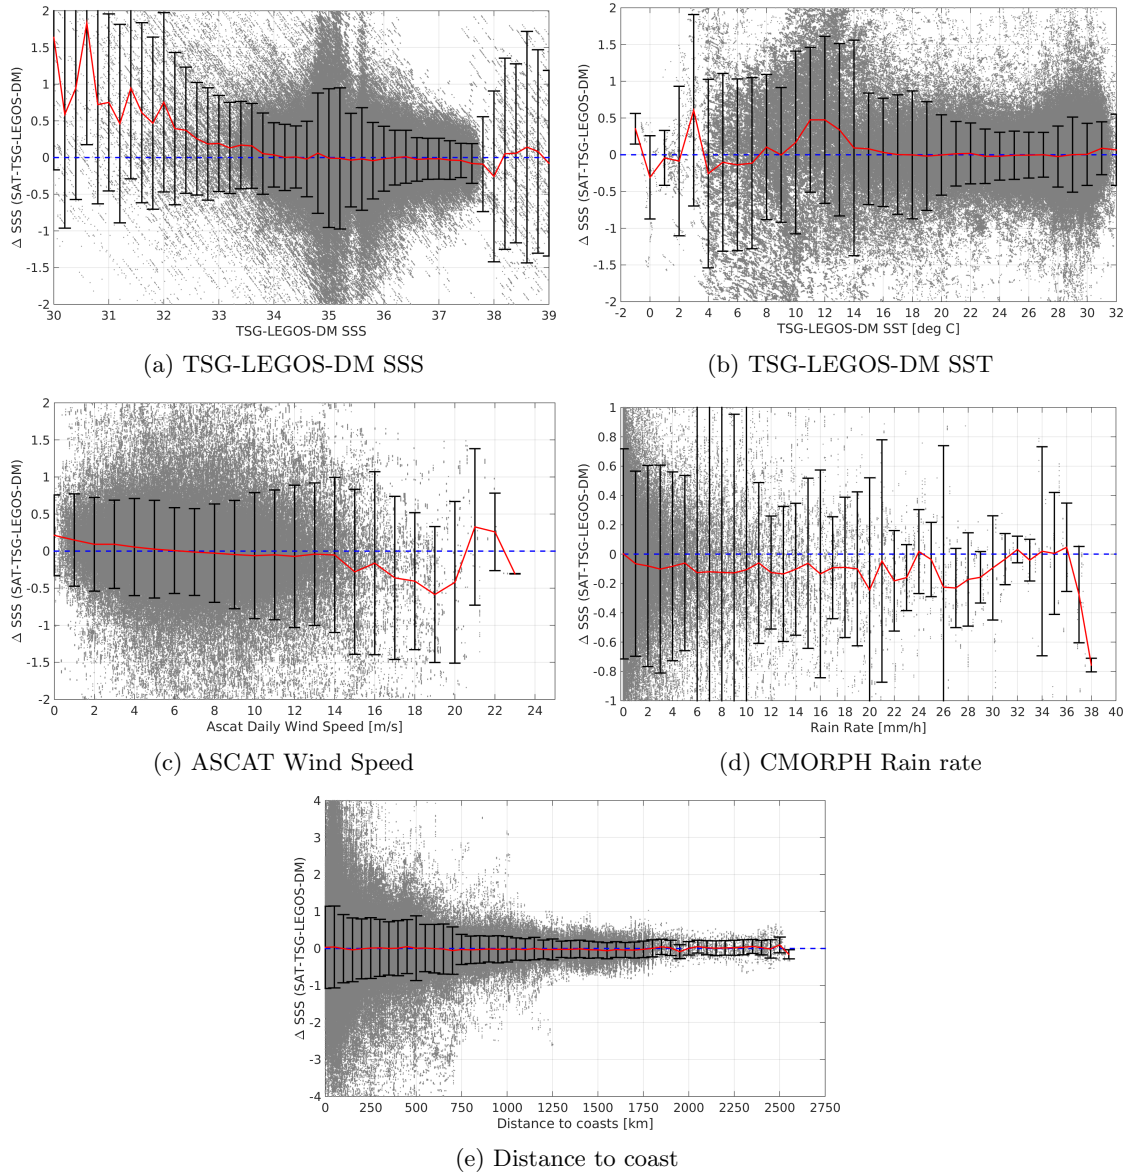 2
1.5
1
0.5
0
-0.5
-1
-1.5
-2
Δ SSS (SAT-TSG-LEGOS-DM)
30 31 32 33 34 35 36 37 38 39
TSG-LEGOS-DM SSS
(a) TSG-LEGOS-DM SSS
2
1.5
1
0.5
0
-0.5
-1
-1.5
-2
Δ SSS (SAT-TSG-LEGOS-DM)
-2 0 2 4 6 8 10 12 14 16 18 20 22 24 26 28 30 32
TSG-LEGOS-DM SST [deg C]
(b) TSG-LEGOS-DM SST
2
1.5
1
0.5
0
-0.5
-1
-1.5
-2
Δ SSS (SAT-TSG-LEGOS-DM)
0 2 4 6 8 10 12 14 16 18 20 22 24
Ascat Daily Wind Speed [m/s]
(c) ASCAT Wind Speed
1
0.8
0.6
0.4
0.2
0
-0.2
-0.4
-0.6
-0.8
-1
Δ SSS (SAT-TSG-LEGOS-DM)
0 2 4 6 8 10 12 14 16 18 20 22 24 26 28 30 32 34 36 38 40
Rain Rate [mm/h]
(d) CMORPH Rain rate
4
3
2
1
0
-1
-2
-3
-4
Δ SSS (SAT-TSG-LEGOS-DM)
0 250 500 750 1000 1250 1500 1750 2000 2250 2500 2750
Distance to coasts [km]
(e) Distance to coast